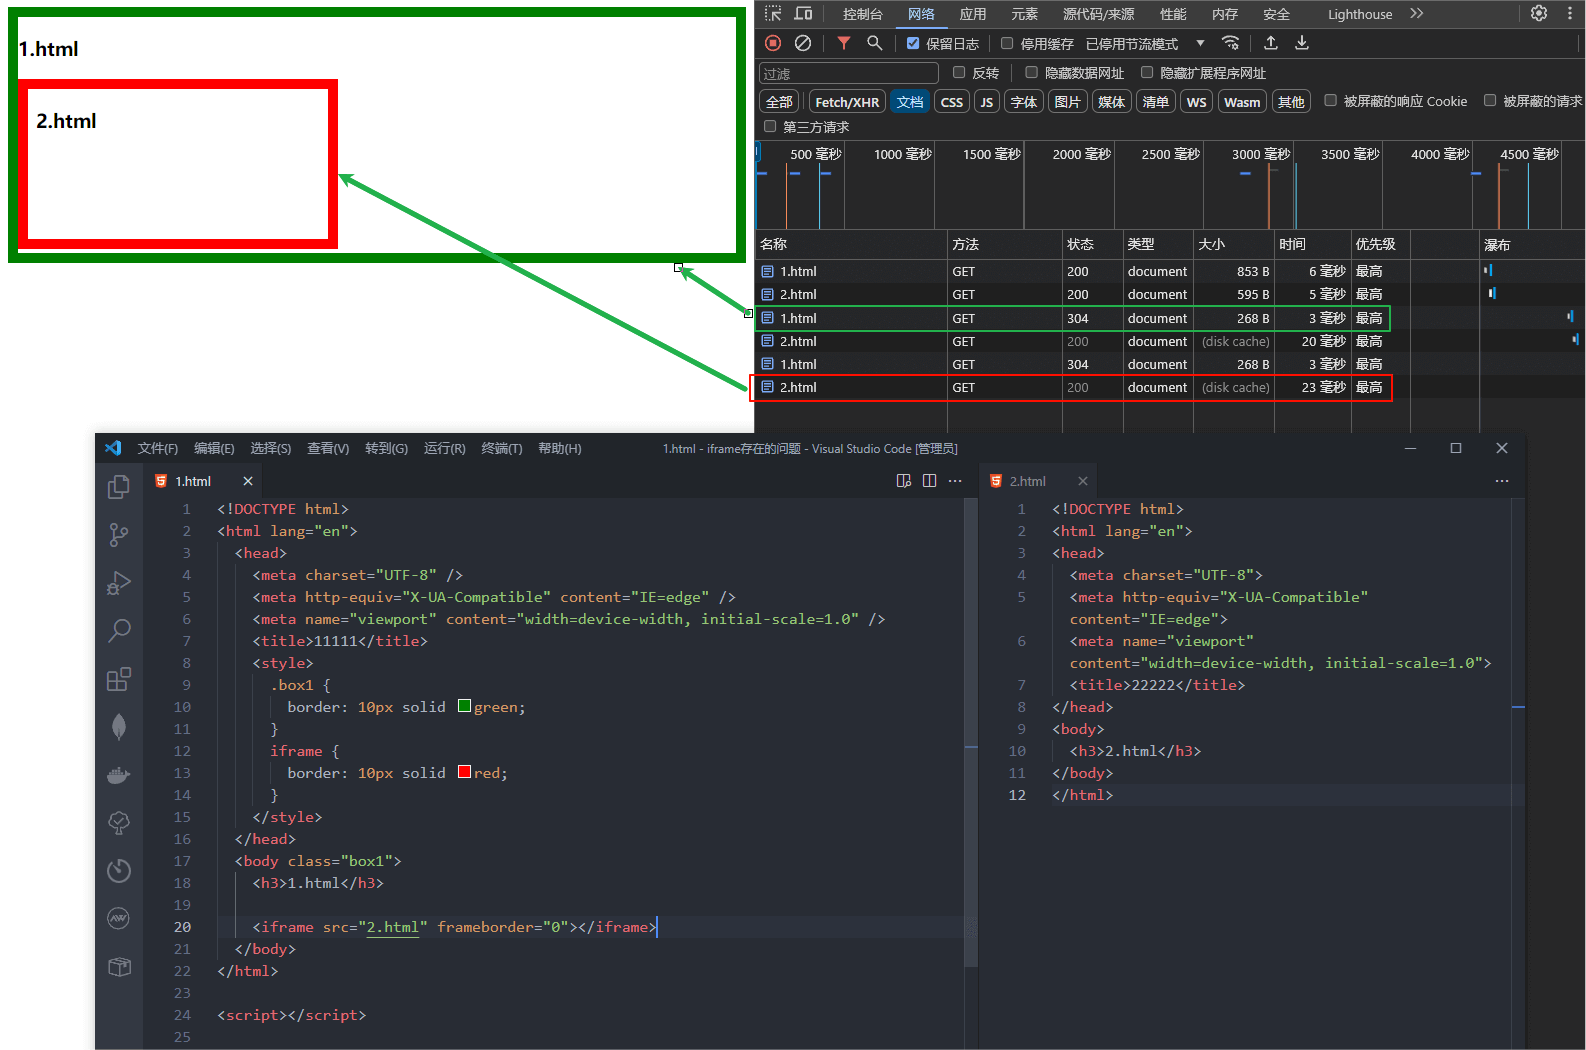 1.html
2.html
控制台 网络 应用 元素 源代码/来源 性能 内存 安全 Lighthouse
保留日志 停用缓存 已停用节流模式
过滤 反转 隐藏数据网址 隐藏扩展程序网址
全部 Fetch/XHR 文档 CSS JS 字体 图片 媒体 清单 WS Wasm 其他 被屏蔽的响应 Cookie 被屏蔽的请求
第三方请求
500 毫秒 1000 毫秒 1500 毫秒 2000 毫秒 2500 毫秒 3000 毫秒 3500 毫秒 4000 毫秒 4500 毫秒
名称 方法 状态 类型 大小 时间 优先级 瀑布
1.html GET 200 document 853 B 6 毫秒 最高
2.html GET 200 document 595 B 5 毫秒 最高
1.html GET 304 document 268 B 3 毫秒 最高
2.html GET 200 document (disk cache) 20 毫秒 最高
1.html GET 304 document 268 B 3 毫秒 最高
2.html GET 200 document (disk cache) 23 毫秒 最高
文件(F) 编辑(E) 选择(S) 查看(V) 转到(G) 运行(R) 终端(T) 帮助(H) 1.html - iframe存在的问题 - Visual Studio Code [管理员]
1.html
1 <!DOCTYPE html>
2 <html lang="en">
3 <head>
4 <meta charset="UTF-8" />
5 <meta http-equiv="X-UA-Compatible" content="IE=edge" />
6 <meta name="viewport" content="width=device-width, initial-scale=1.0" />
7 <title>11111</title>
8 <style>
9 .box1 {
10 border: 10px solid green;
11 }
12 iframe {
13 border: 10px solid red;
14 }
15 </style>
16 </head>
17 <body class="box1">
18 <h3>1.html</h3>
19
20 <iframe src="2.html" frameborder="0"></iframe>
21 </body>
22 </html>
23
24 <script></script>
25
2.html
1 <!DOCTYPE html>
2 <html lang="en">
3 <head>
4 <meta charset="UTF-8">
5 <meta http-equiv="X-UA-Compatible"
content="IE=edge">
6 <meta name="viewport"
content="width=device-width, initial-scale=1.0">
7 <title>22222</title>
8 </head>
9 <body>
10 <h3>2.html</h3>
11 </body>
12 </html>